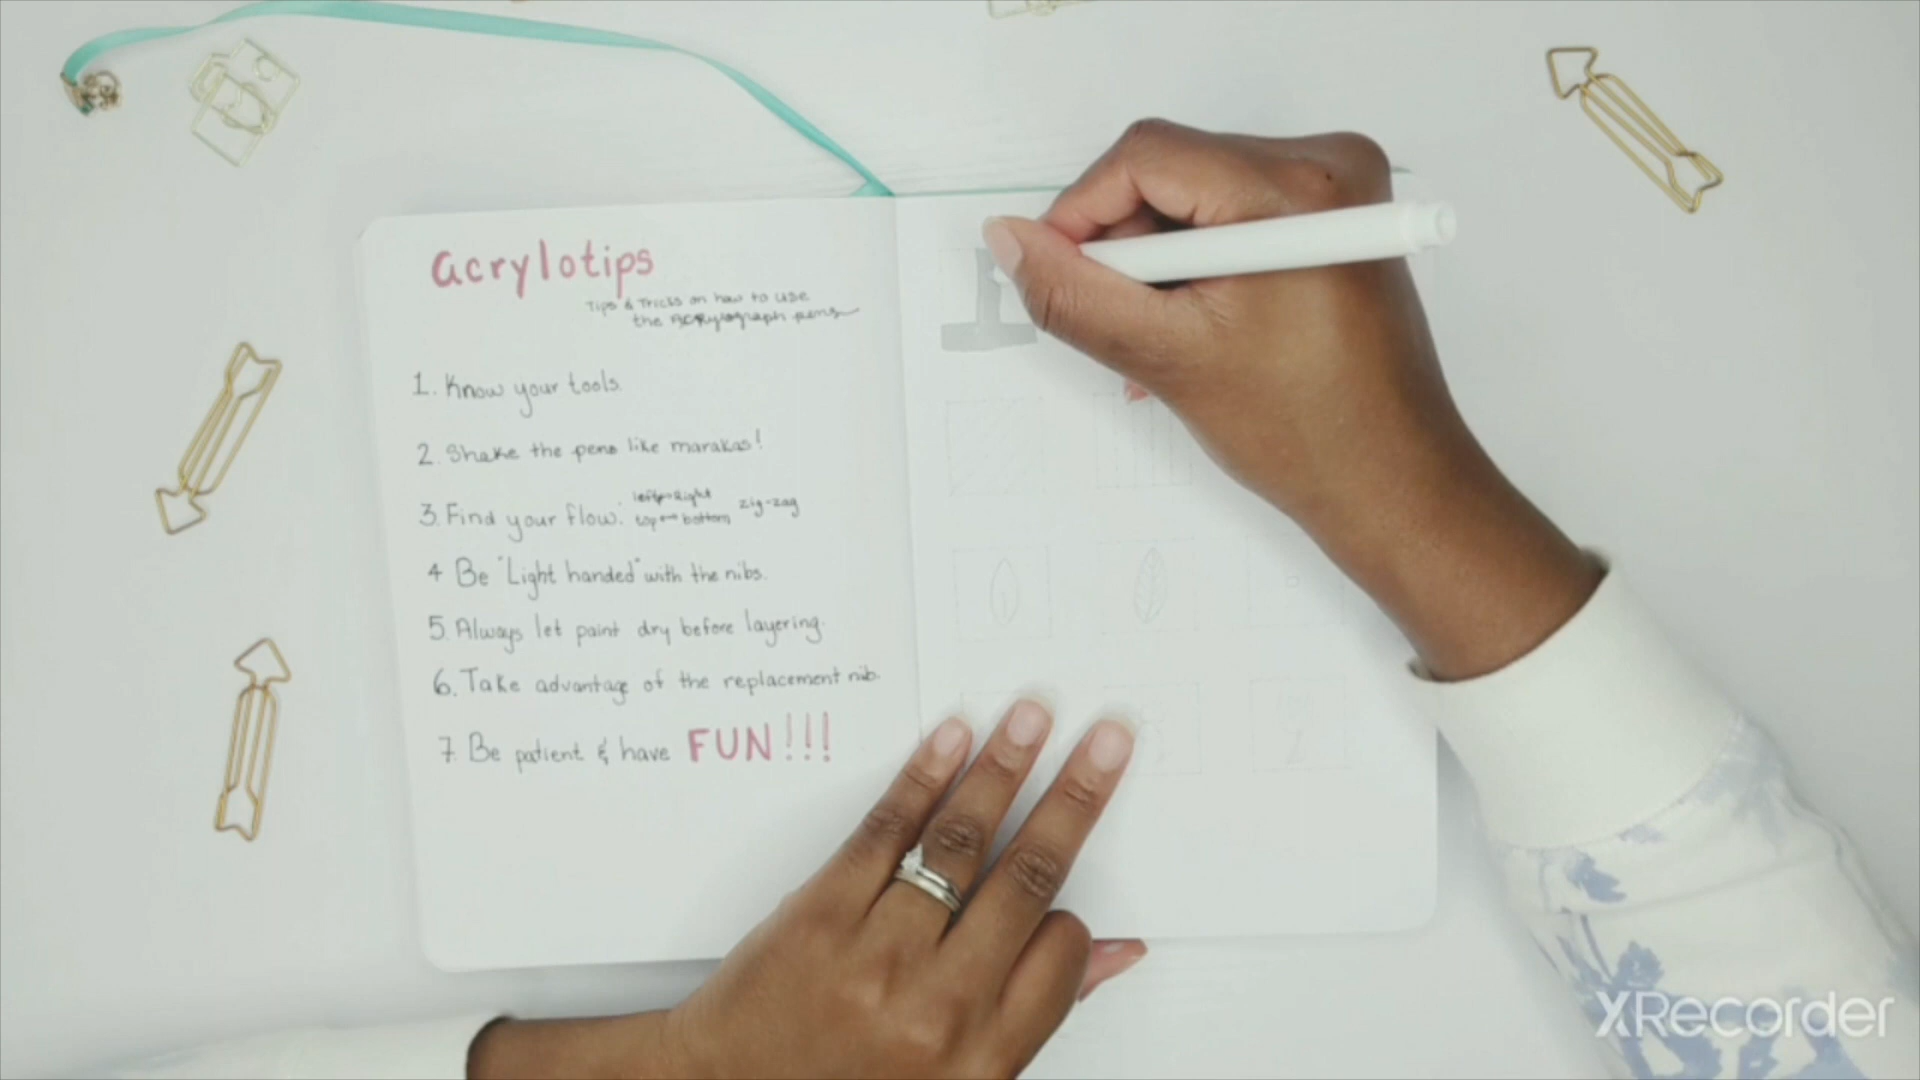 acrylotips
Tips & Tricks on how to use
the Acrylograph pens
1. Know your tools.
2. Shake the pens like marakas!
3. Find your flow: left↔Right
top↔bottom zig-zag
4 Be "Light handed" with the nibs.
5. Always let paint dry before layering.
6. Take advantage of the replacement nib.
7. Be patient & have FUN!!!
XRecorder